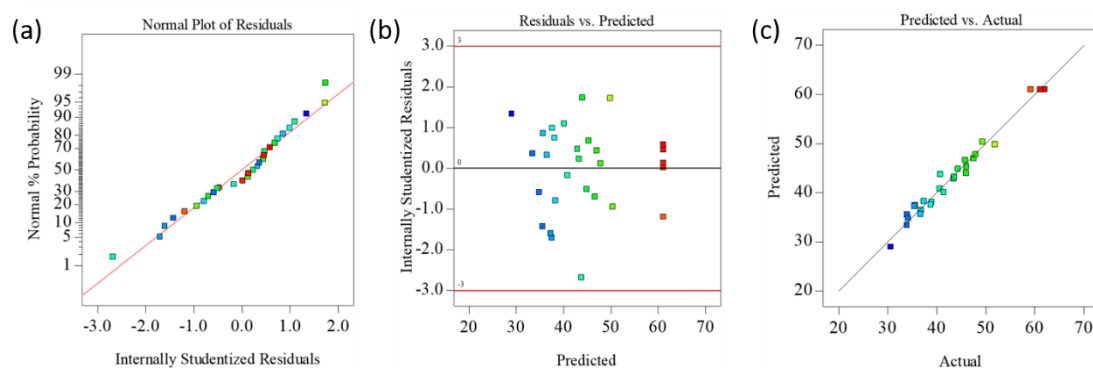 (a)
Normal Plot of Residuals
Normal % Probability
99
95
90
80
70
50
30
20
10
5
1
-3.0 -2.0 -1.0 0.0 1.0 2.0
Internally Studentized Residuals
(b)
Residuals vs. Predicted
Internally Studentized Residuals
3.0
2.0
1.0
0.0
-1.0
-2.0
-3.0
3
0
-3
20 30 40 50 60 70
Predicted
(c)
Predicted vs. Actual
Predicted
70
60
50
40
30
20
20 30 40 50 60 70
Actual